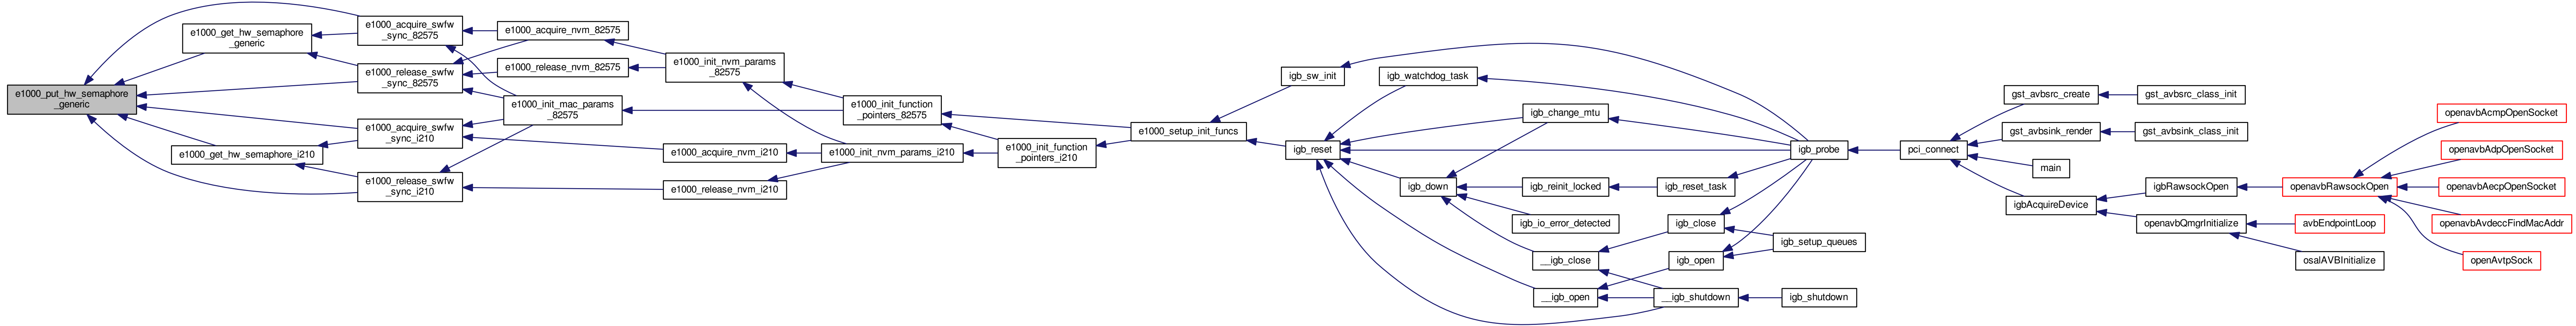 e1000_put_hw_semaphore
_generic
e1000_get_hw_semaphore
_generic
e1000_get_hw_semaphore_i210
e1000_acquire_swfw
_sync_82575
e1000_release_swfw
_sync_82575
e1000_acquire_swfw
_sync_i210
e1000_release_swfw
_sync_i210
e1000_acquire_nvm_82575
e1000_release_nvm_82575
e1000_init_mac_params
_82575
e1000_init_nvm_params
_82575
e1000_acquire_nvm_i210
e1000_release_nvm_i210
e1000_init_function
_pointers_82575
e1000_init_nvm_params_i210
e1000_init_function
_pointers_i210
e1000_setup_init_funcs
igb_sw_init
igb_reset
igb_watchdog_task
igb_down
igb_change_mtu
igb_reinit_locked
igb_io_error_detected
__igb_close
__igb_open
igb_reset_task
igb_close
igb_open
__igb_shutdown
igb_probe
igb_setup_queues
igb_shutdown
pci_connect
gst_avbsrc_create
gst_avbsink_render
main
igbAcquireDevice
gst_avbsrc_class_init
gst_avbsink_class_init
igbRawsockOpen
openavbQmgrInitialize
openavbRawsockOpen
avbEndpointLoop
osalAVBInitialize
openavbAcmpOpenSocket
openavbAdpOpenSocket
openavbAecpOpenSocket
openavbAvdeccFindMacAddr
openAvtpSock